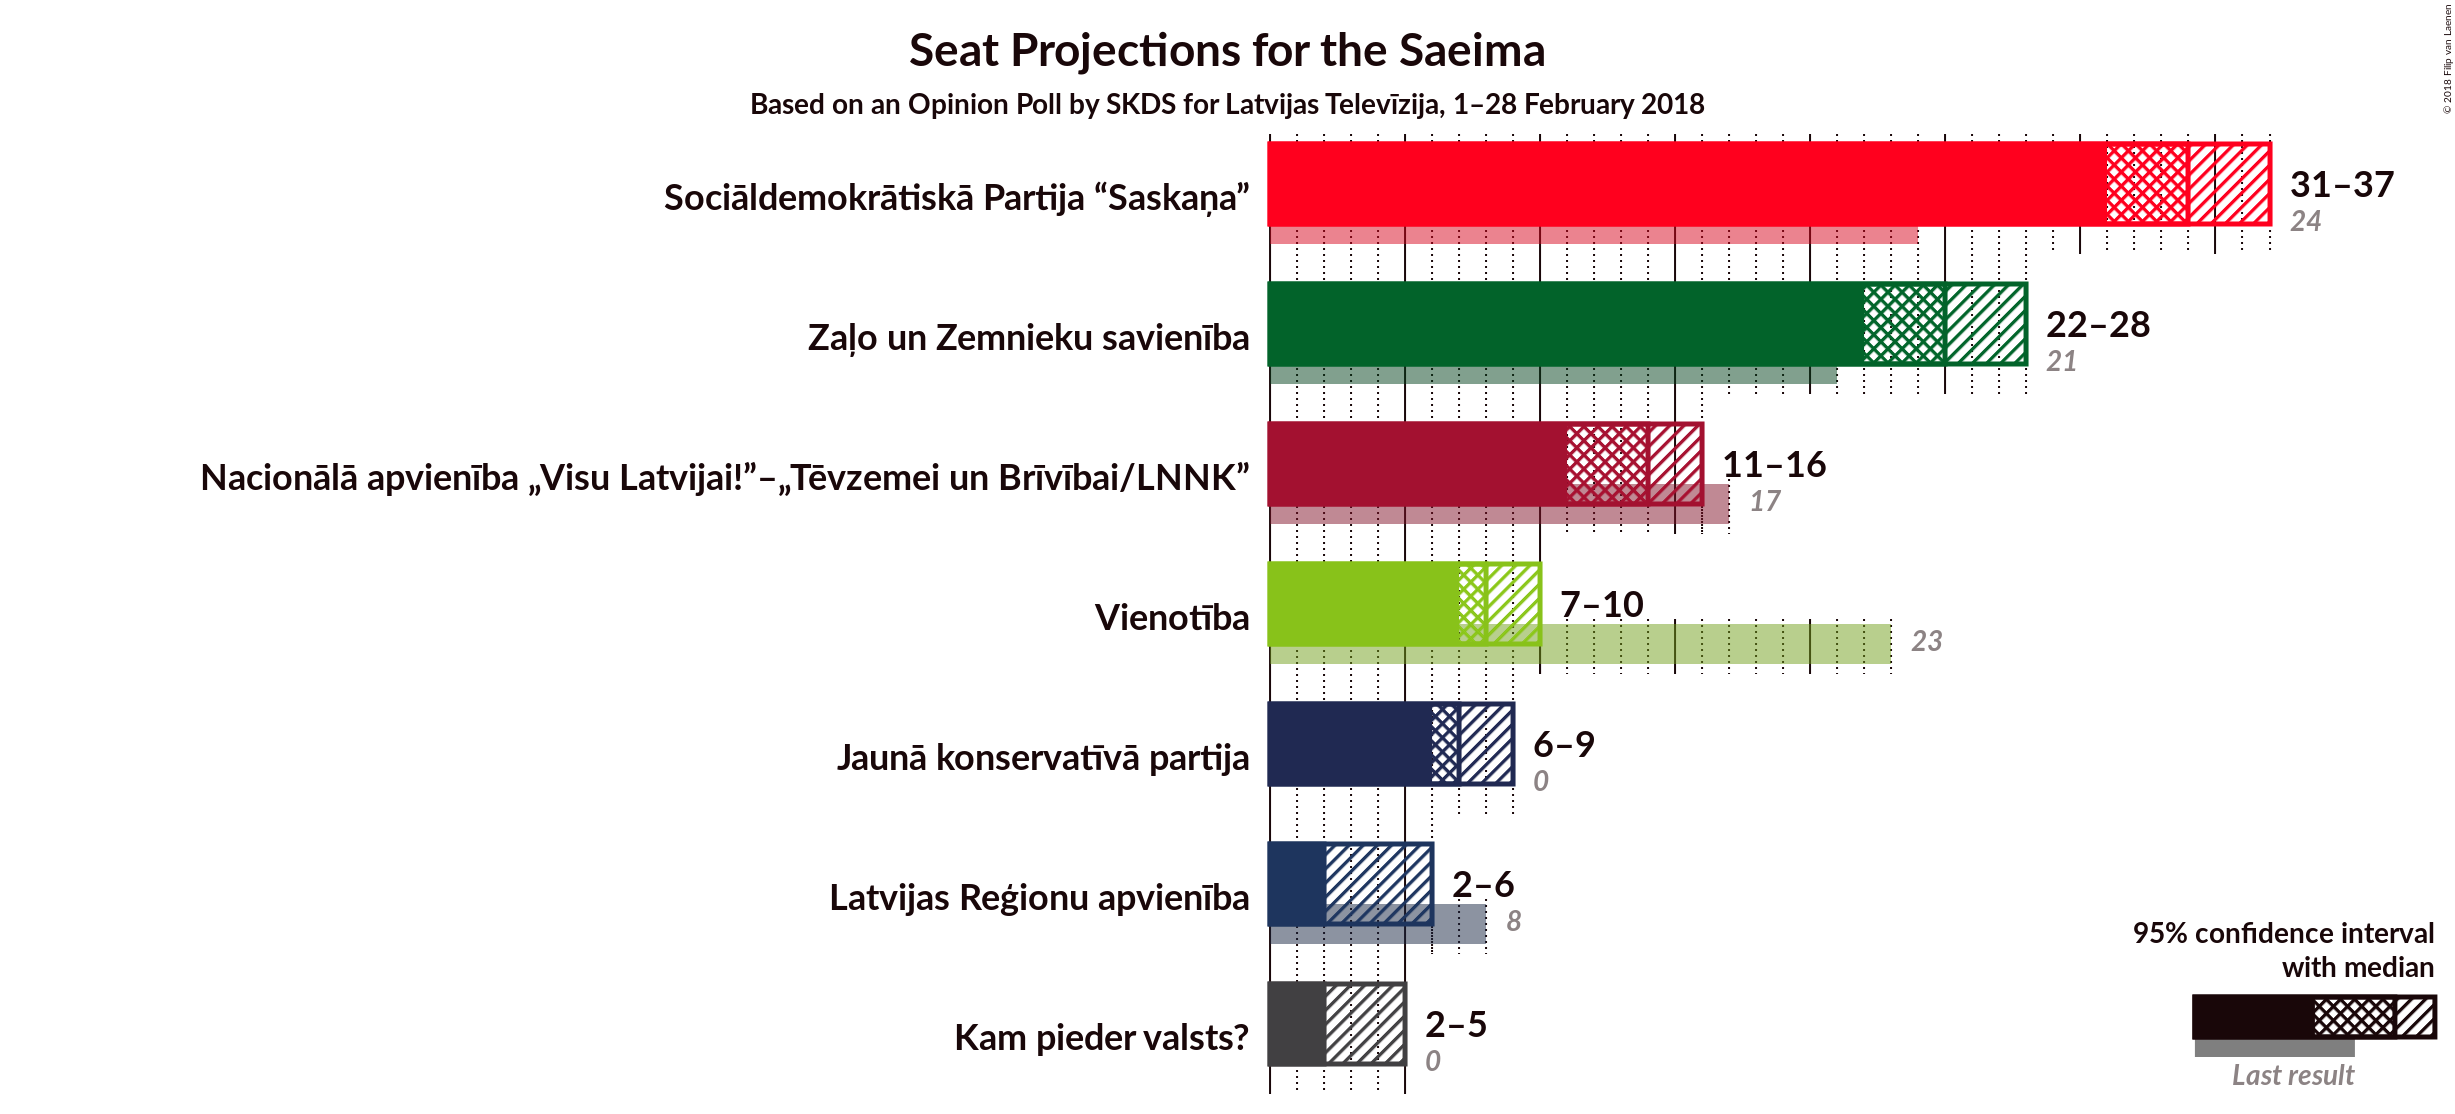 Seat Projections for the Saeima
Based on an Opinion Poll by SKDS for Latvijas Televīzija, 1–28 February 2018
© 2018 Filip van Laenen
Sociāldemokrātiskā Partija “Saskaņa”
31–37
24
Zaļo un Zemnieku savienība
22–28
21
Nacionālā apvienība „Visu Latvijai!”–„Tēvzemei un Brīvībai/LNNK”
11–16
17
Vienotība
7–10
23
Jaunā konservatīvā partija
6–9
0
Latvijas Reģionu apvienība
2–6
8
Kam pieder valsts?
2–5
0
95% confidence interval
with median
Last result